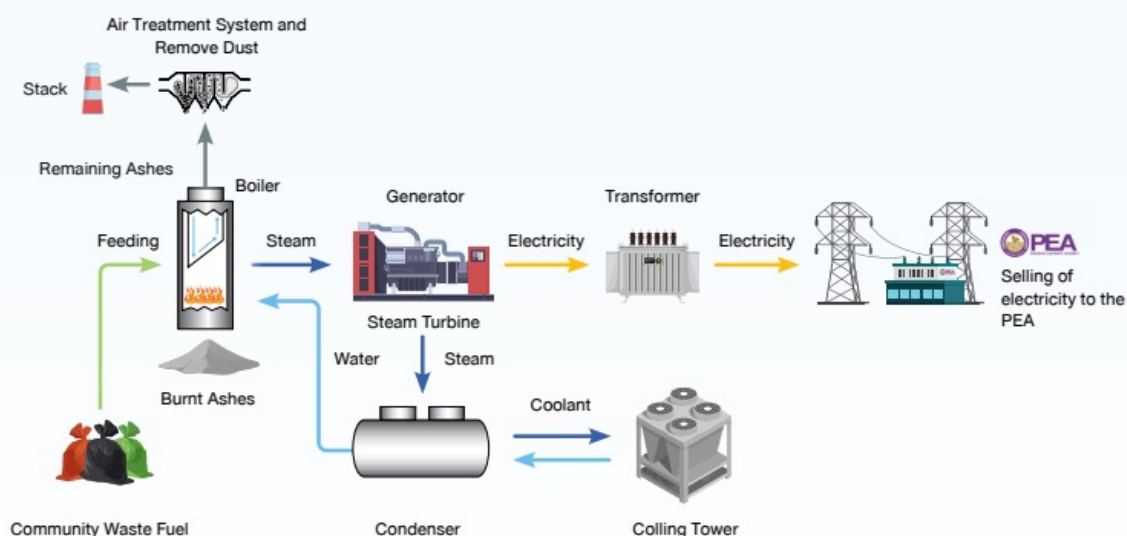 Air Treatment System and
Remove Dust
Stack
Remaining Ashes
Boiler
Generator
Transformer
Feeding
Steam
Electricity
Electricity
PEA
Selling of
electricity to the
PEA
Steam Turbine
Water
Steam
Burnt Ashes
Coolant
Community Waste Fuel
Condenser
Colling Tower